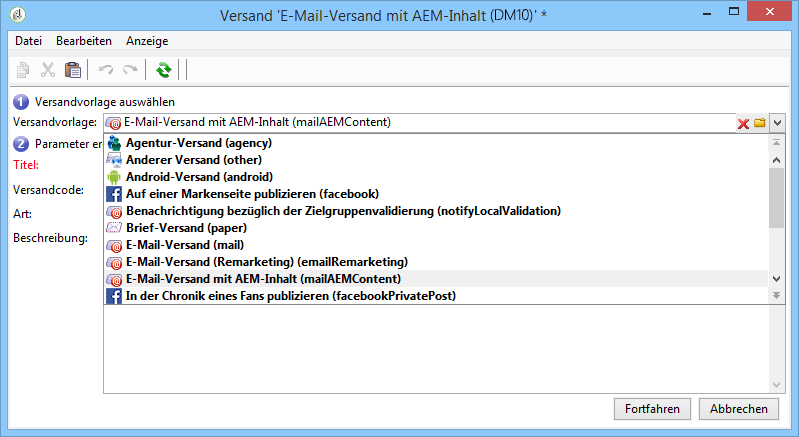 Versand 'E-Mail-Versand mit AEM-Inhalt (DM10)' *
Datei Bearbeiten Anzeige
1 Versandvorlage auswählen
Versandvorlage: E-Mail-Versand mit AEM-Inhalt (mailAEMContent)
2 Parameter er
Titel:
Versandcode:
Art:
Beschreibung:
Agentur-Versand (agency)
Anderer Versand (other)
Android-Versand (android)
Auf einer Markenseite publizieren (facebook)
Benachrichtigung bezüglich der Zielgruppenvalidierung (notifyLocalValidation)
Brief-Versand (paper)
E-Mail-Versand (mail)
E-Mail-Versand (Remarketing) (emailRemarketing)
E-Mail-Versand mit AEM-Inhalt (mailAEMContent)
In der Chronik eines Fans publizieren (facebookPrivatePost)
Fortfahren Abbrechen